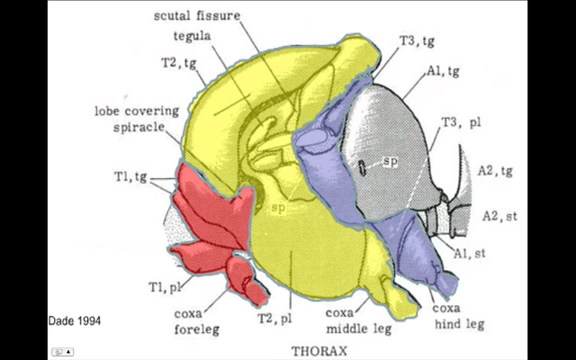 scutal fissure
tegula
T2, tg
T3, tg
A1, tg
lobe covering
spiracle
T3, pl
T1, tg
sp
A2, tg
sp
A2, st
A1, st
T1, pl
coxa
foreleg
T2, pl
coxa
middle leg
coxa
hind leg
Dade 1994
THORAX